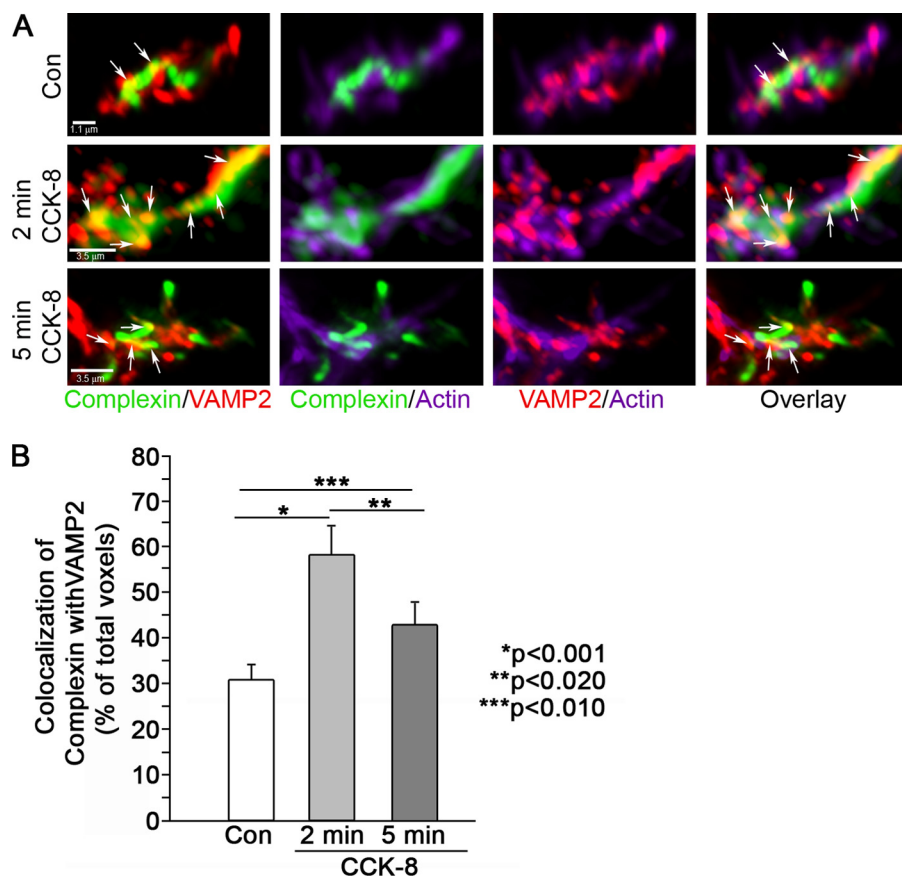 A
Con
1.1 µm
2 min
CCK-8
3.5 µm
5 min
CCK-8
3.5 µm
Complexin/VAMP2
Complexin/Actin
VAMP2/Actin
Overlay
B
Colocalization of
Complexin withVAMP2
(% of total voxels)
80
70
60
50
40
30
20
10
0
***
*
**
*p<0.001
**p<0.020
***p<0.010
Con
2 min
5 min
CCK-8